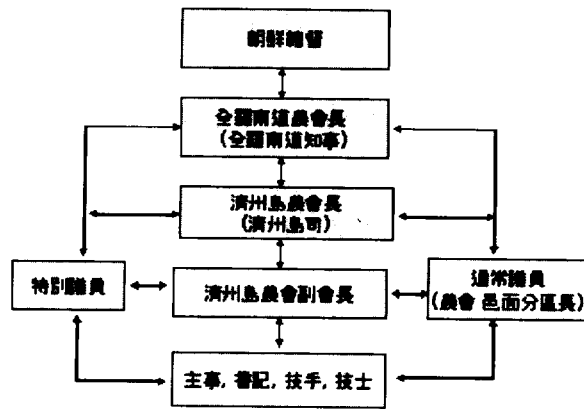 朝鮮總督
全羅南道農會長
(全羅南道知事)
濟州島農會長
(濟州島司)
特別議員
濟州島農會副會長
通常議員
(農會 邑面分區長)
主事, 書記, 技手, 技士